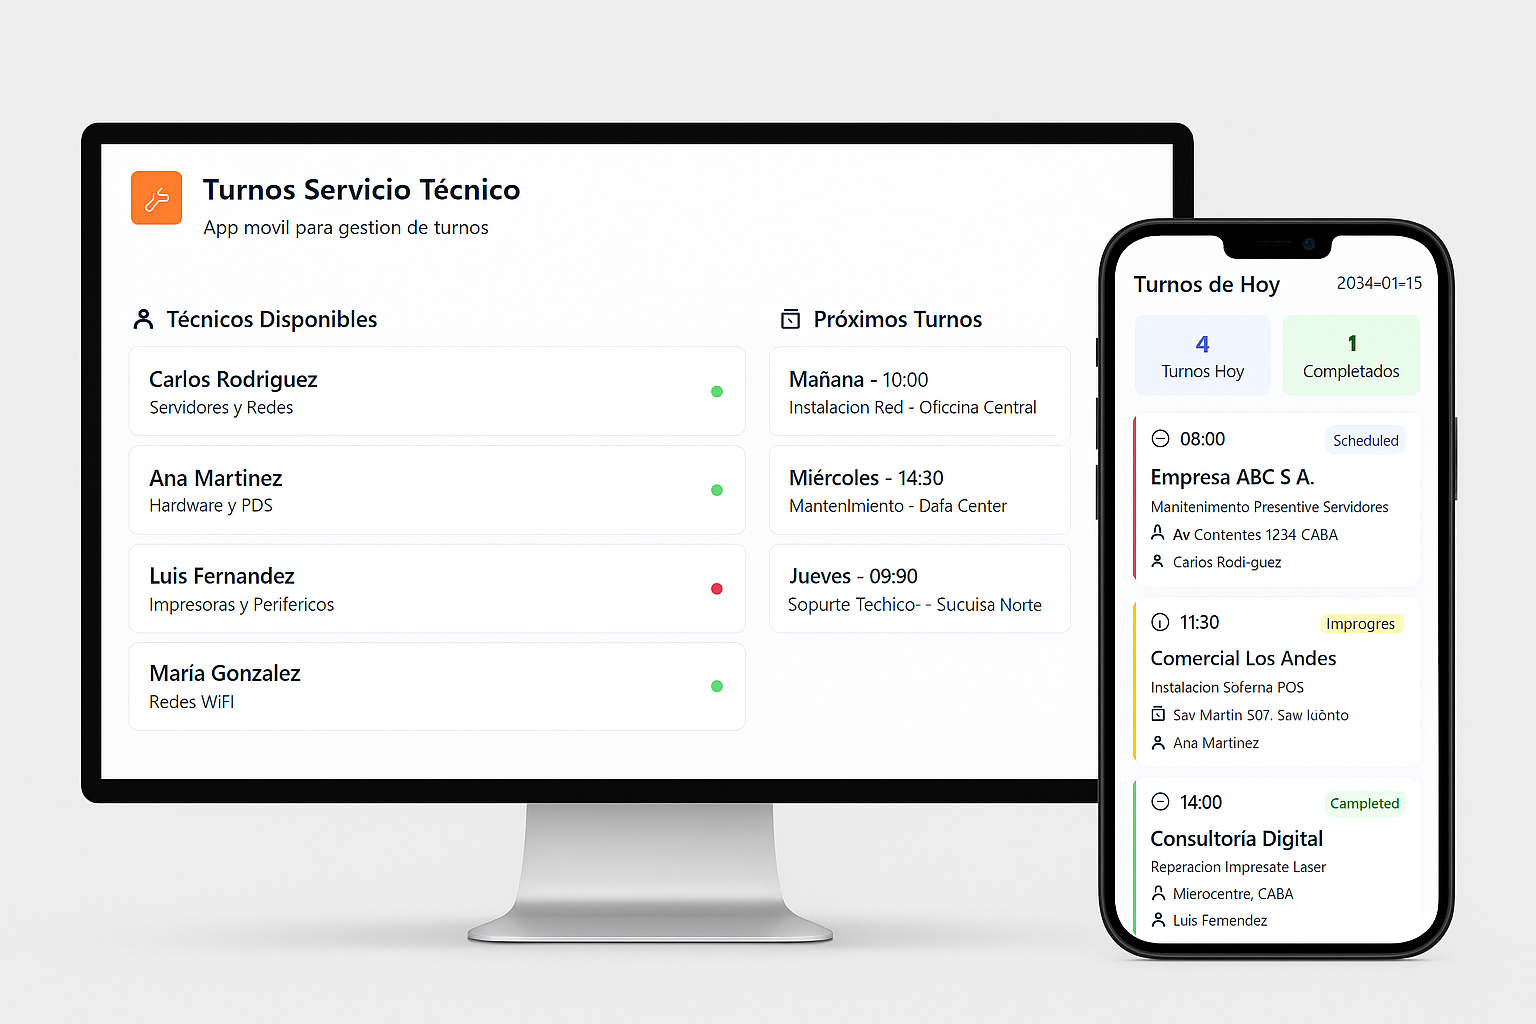 Turnos Servicio Técnico
App movil para gestion de turnos
Técnicos Disponibles
Carlos Rodriguez
Servidores y Redes
Ana Martinez
Hardware y PDS
Luis Fernandez
Impresoras y Perifericos
María Gonzalez
Redes WiFI
Próximos Turnos
Mañana - 10:00
Instalacion Red - Oficcina Central
Miércoles - 14:30
Mantenlmiento - Dafa Center
Jueves - 09:90
Sopurte Techico- - Sucuisa Norte
Turnos de Hoy
2034=01=15
4
Turnos Hoy
1
Completados
08:00
Scheduled
Empresa ABC S A.
Manitenimento Presentive Servidores
Av Contentes 1234 CABA
Carios Rodi-guez
11:30
Improgres
Comercial Los Andes
Instalacion Soferna POS
Sav Martin S07. Saw luönto
Ana Martinez
14:00
Campleted
Consultoría Digital
Reparacion Impresate Laser
Mierocentre, CABA
Luis Femendez